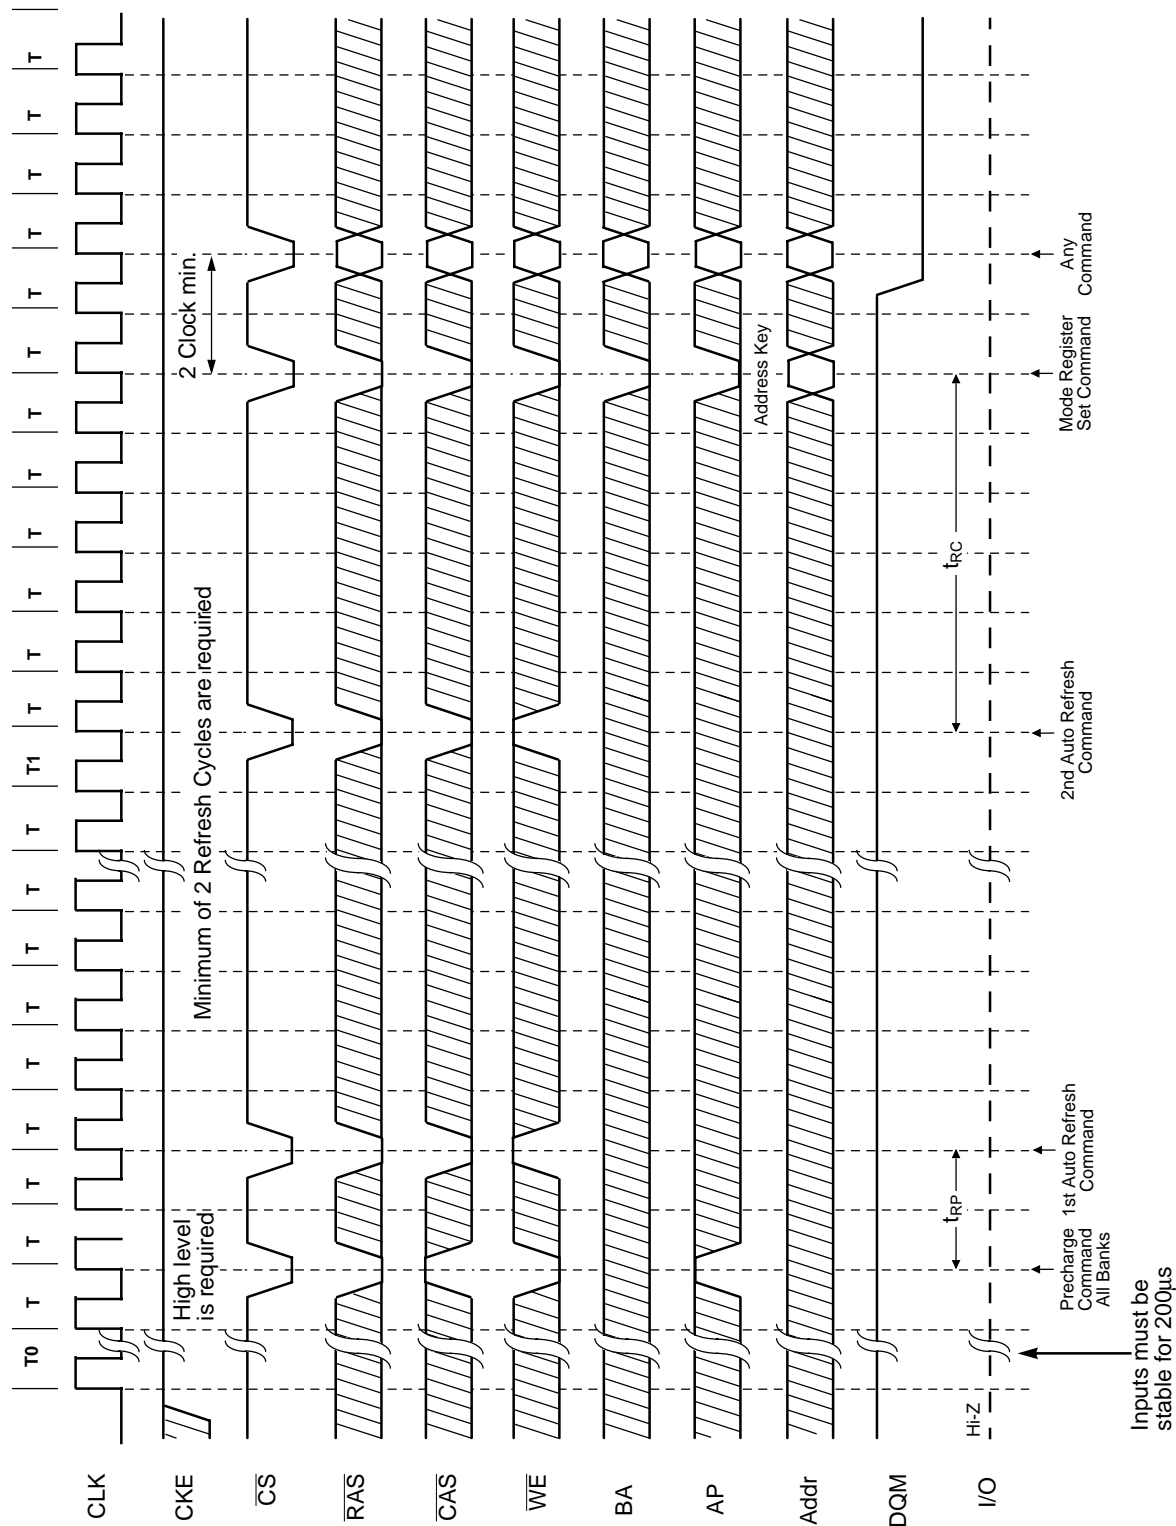 T0 T T T T T T T T T T1 T T T T T T T T T T T T
CLK
CKE
High level
is required
Minimum of 2 Refresh Cycles are required
2 Clock min.
CS
RAS
CAS
WE
BA
AP
Address Key
Addr
DQM
tRP
tRC
I/O
Hi-Z
Precharge
Command
All Banks
1st Auto Refresh
Command
2nd Auto Refresh
Command
Mode Register
Set Command
Any
Command
Inputs must be
stable for 200µs